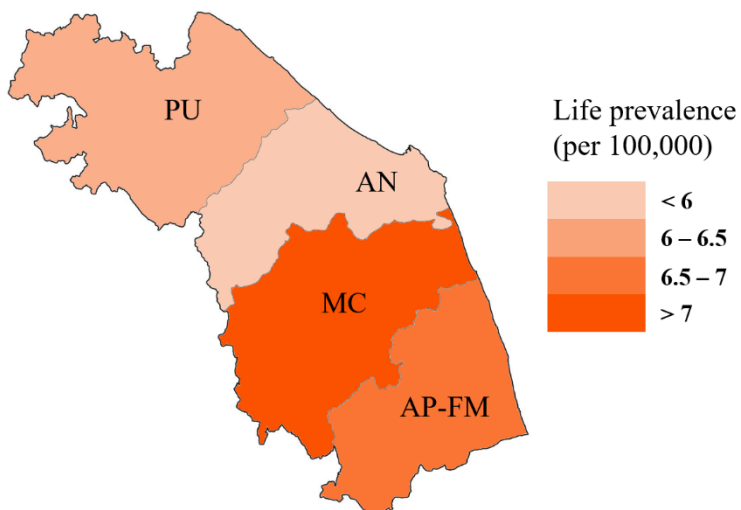 PU
AN
MC
AP-FM
Life prevalence
(per 100,000)
< 6
6 – 6.5
6.5 – 7
> 7